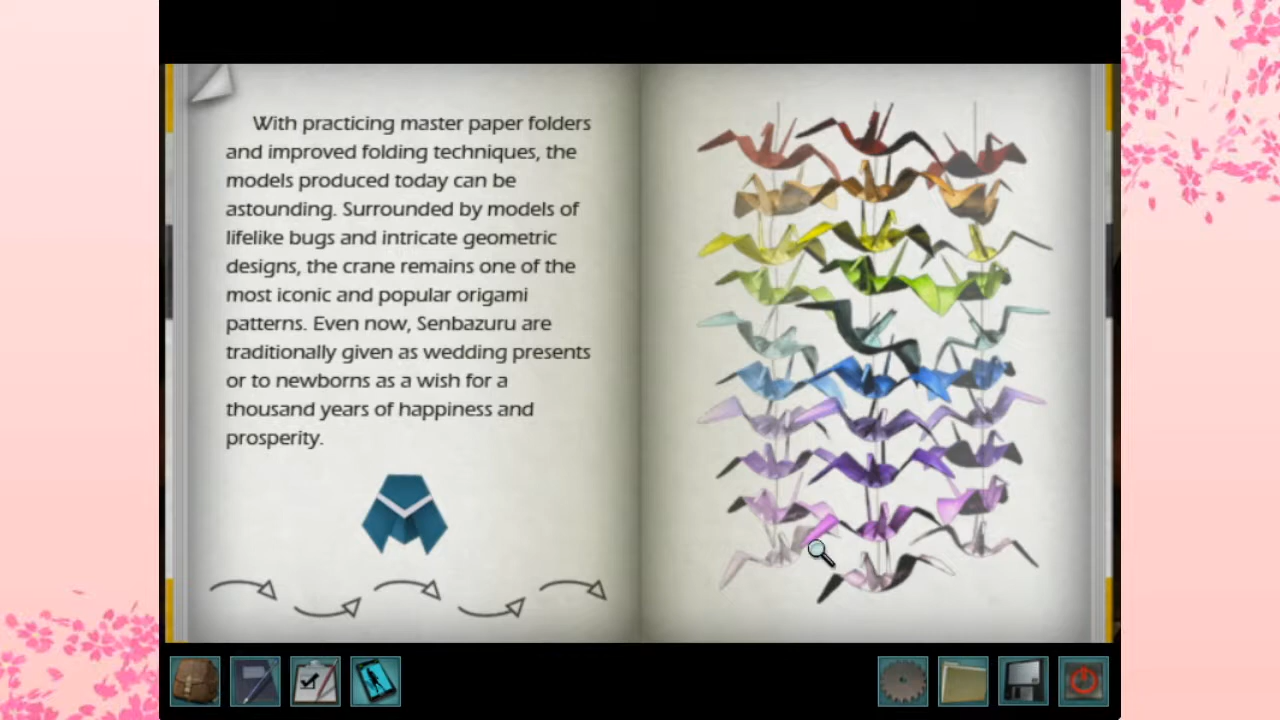 With practicing master paper folders
and improved folding techniques, the
models produced today can be
astounding. Surrounded by models of
lifelike bugs and intricate geometric
designs, the crane remains one of the
most iconic and popular origami
patterns. Even now, Senbazuru are
traditionally given as wedding presents
or to newborns as a wish for a
thousand years of happiness and
prosperity.